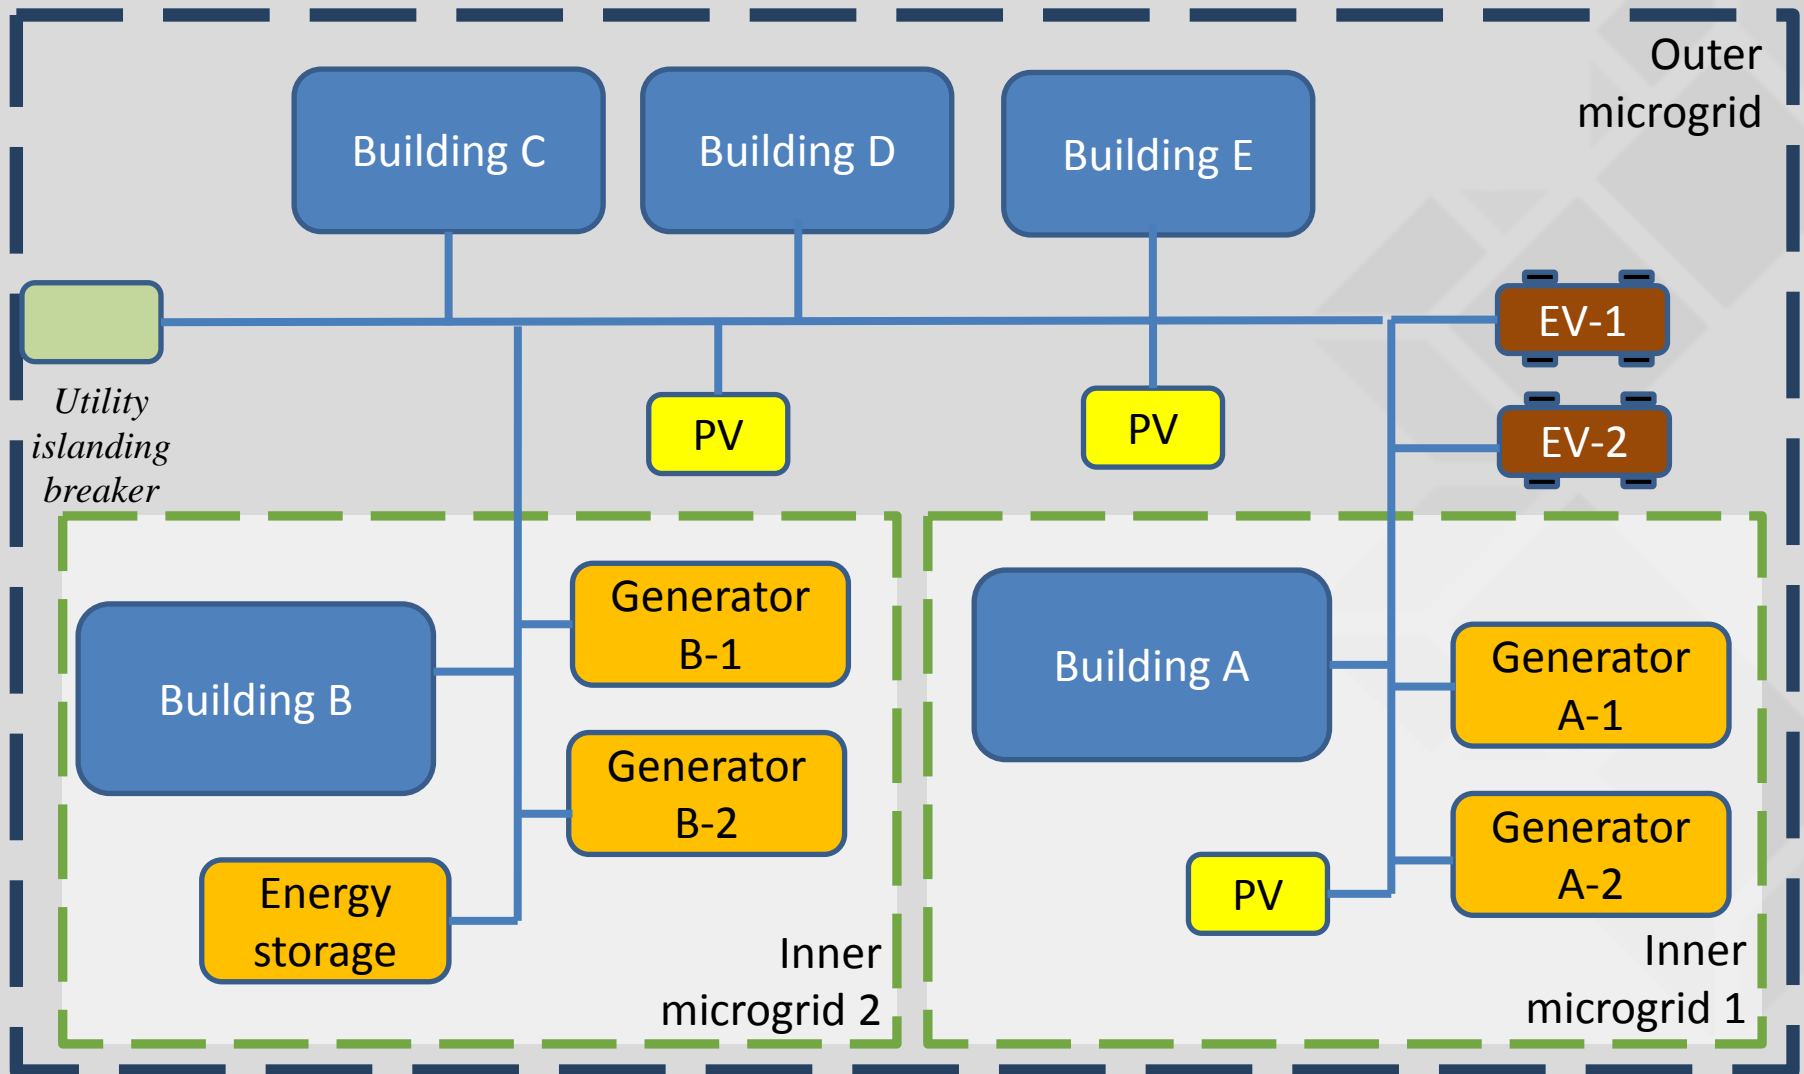 Outer
microgrid
Building C
Building D
Building E
EV-1
Utility
islanding
breaker
PV
PV
EV-2
Generator
B-1
Building B
Generator
B-2
Energy
storage
Inner
microgrid 2
Building A
Generator
A-1
Generator
A-2
PV
Inner
microgrid 1